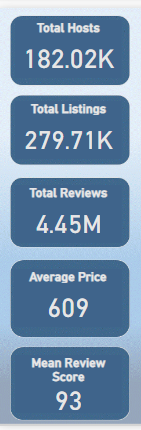 Total Hosts
182.02K
Total Listings
279.71K
Total Reviews
4.45M
Average Price
609
Mean Review
Score
93